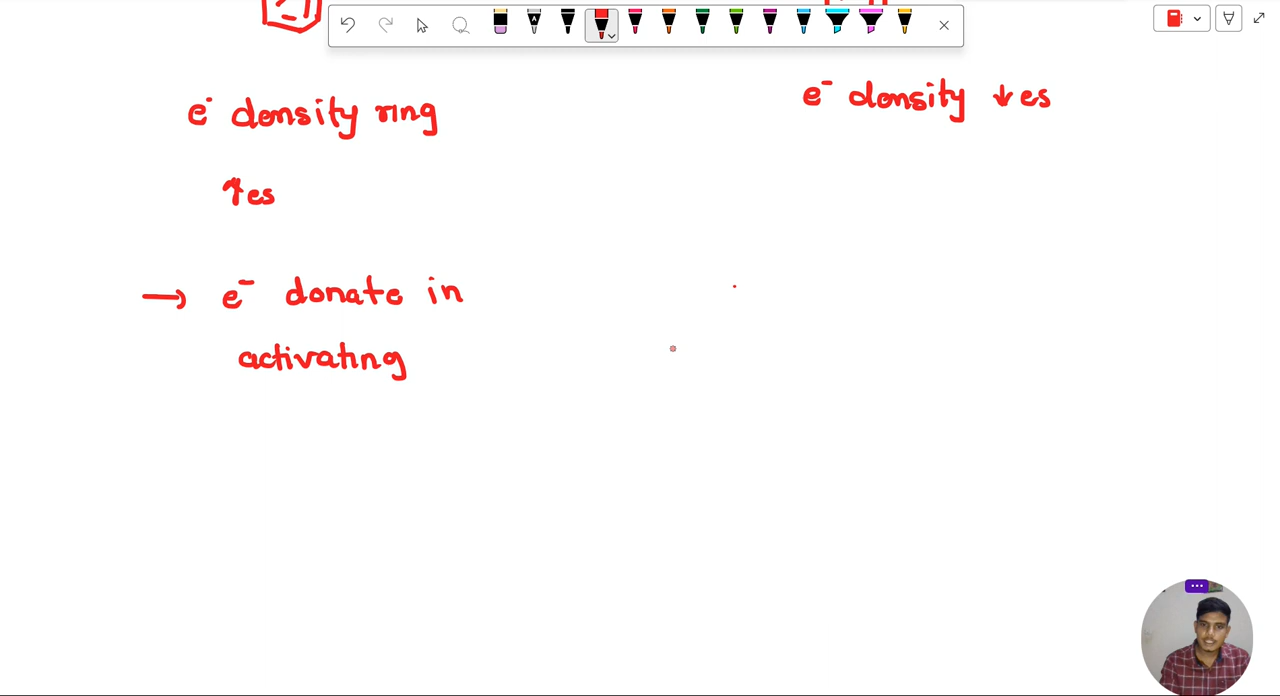 e⁻ density ring
↑es
→ e⁻ donate in
activating
e⁻ density ↓es